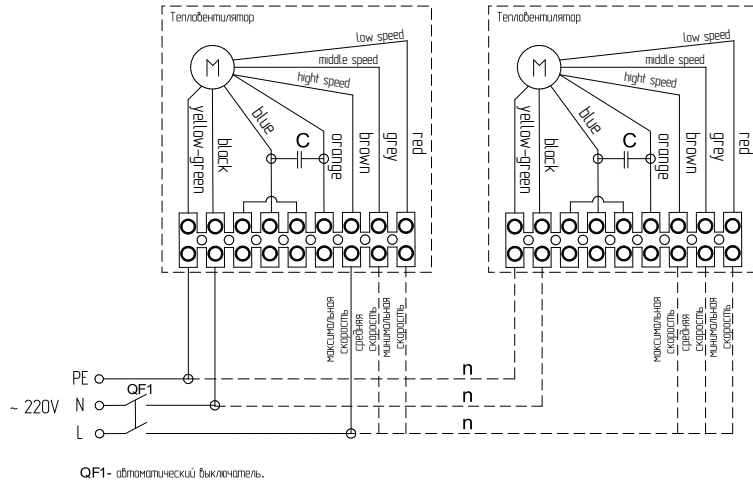 Тепловентилятор
low speed
middle speed
hight speed
M
yellow-green
black
blue
C
orange
brown
grey
red
максимальная
скорость
средняя
скорость
минимальная
скорость
Тепловентилятор
low speed
middle speed
hight speed
M
yellow-green
black
blue
C
orange
brown
grey
red
максимальная
скорость
средняя
скорость
минимальная
скорость
PE
n
QF1
~ 220V
N
n
L
n
QF1- автоматический выключатель.